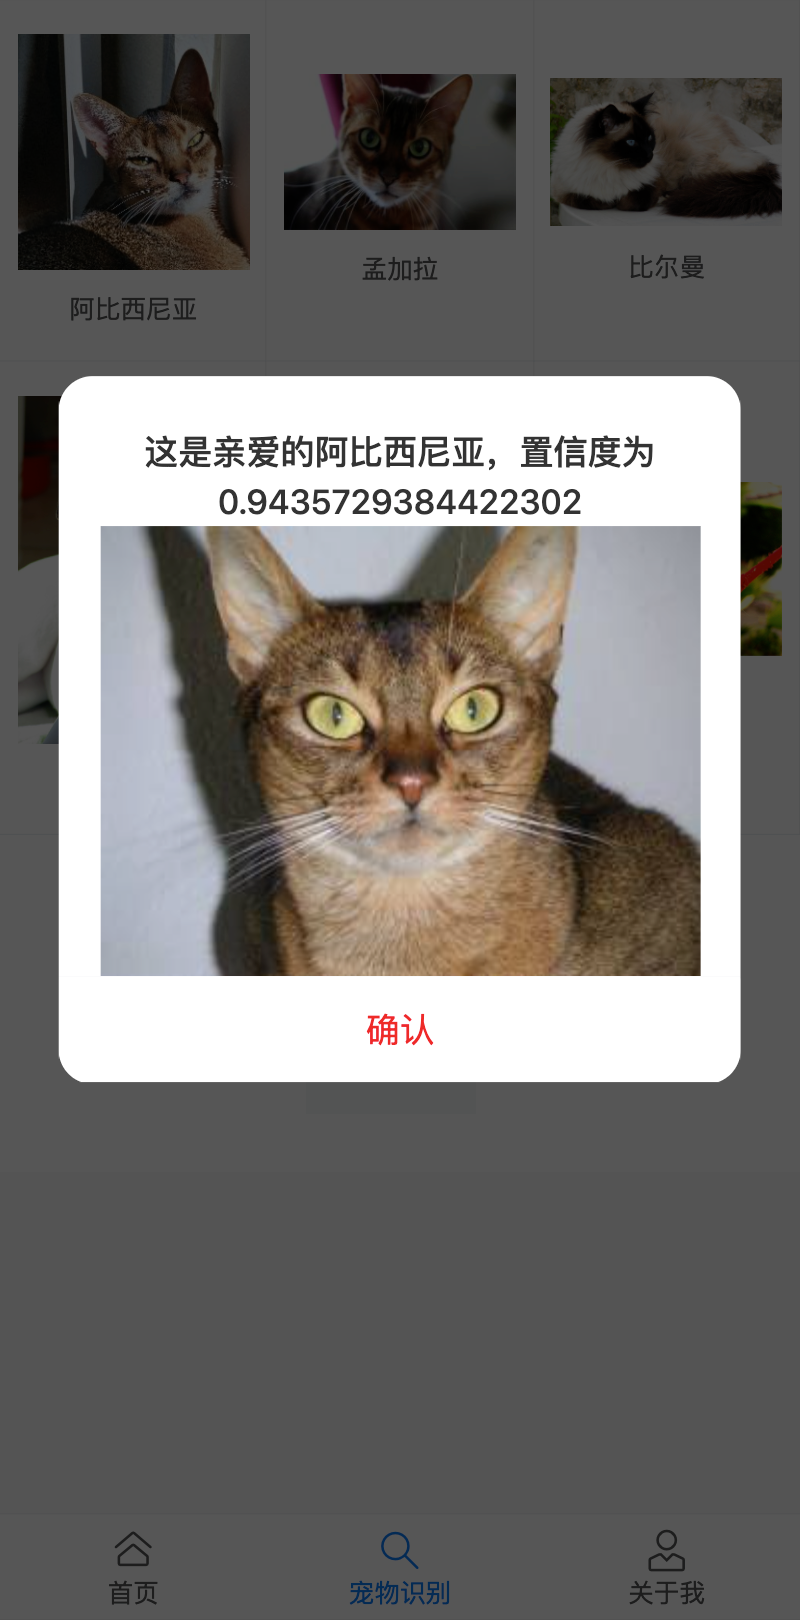 阿比西尼亚
孟加拉
比尔曼
这是亲爱的阿比西尼亚，置信度为
0.9435729384422302
确认
首页
宠物识别
关于我